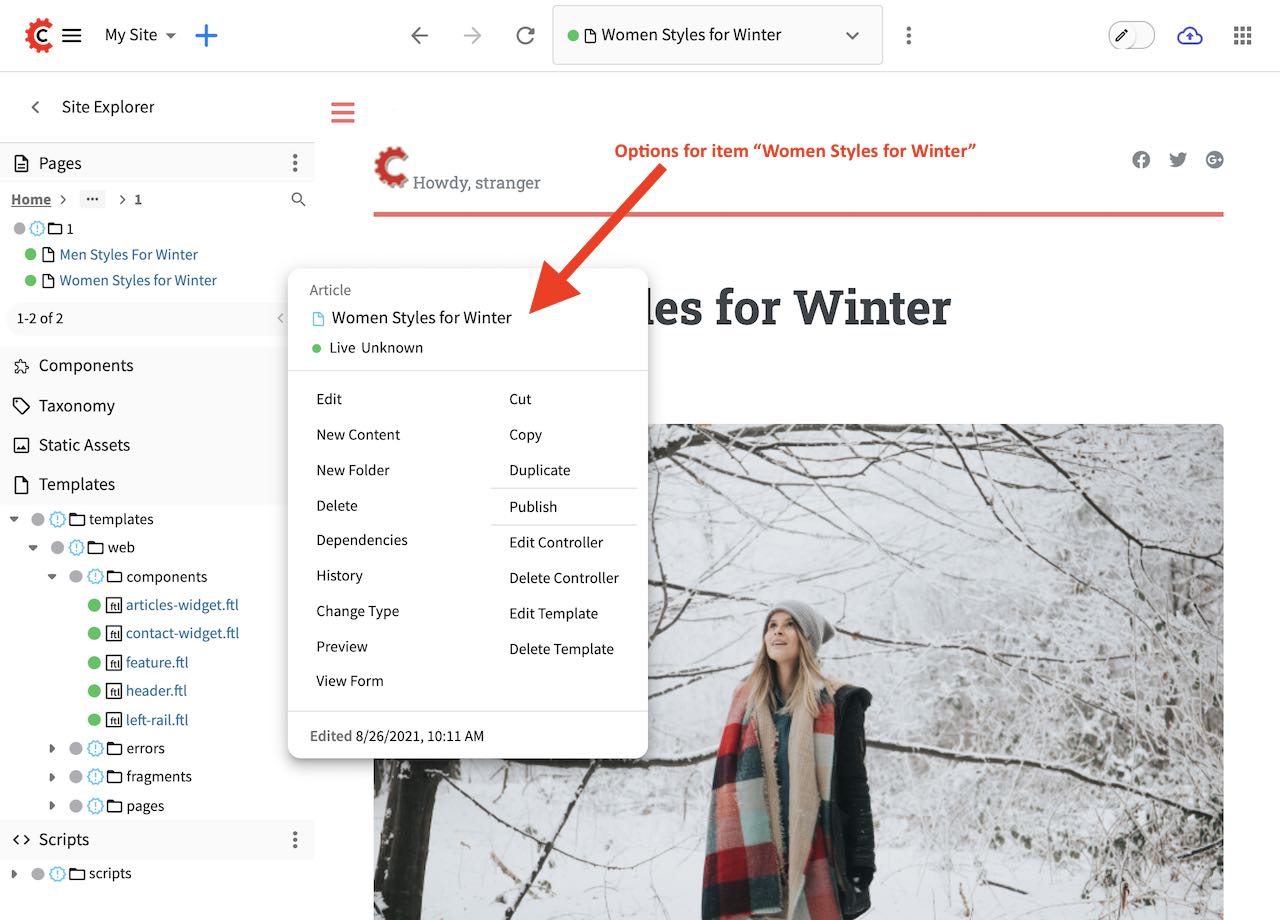 My Site
Women Styles for Winter
Site Explorer
Pages
Home > ... > 1
1
Men Styles For Winter
Women Styles for Winter
1-2 of 2
Components
Taxonomy
Static Assets
Templates
templates
web
components
ftl articles-widget.ftl
ftl contact-widget.ftl
ftl feature.ftl
ftl header.ftl
ftl left-rail.ftl
errors
fragments
pages
Scripts
scripts
Options for item “Women Styles for Winter”
Howdy, stranger
les for Winter
Article
Women Styles for Winter
Live Unknown
Edit
New Content
New Folder
Delete
Dependencies
History
Change Type
Preview
View Form
Cut
Copy
Duplicate
Publish
Edit Controller
Delete Controller
Edit Template
Delete Template
Edited 8/26/2021, 10:11 AM